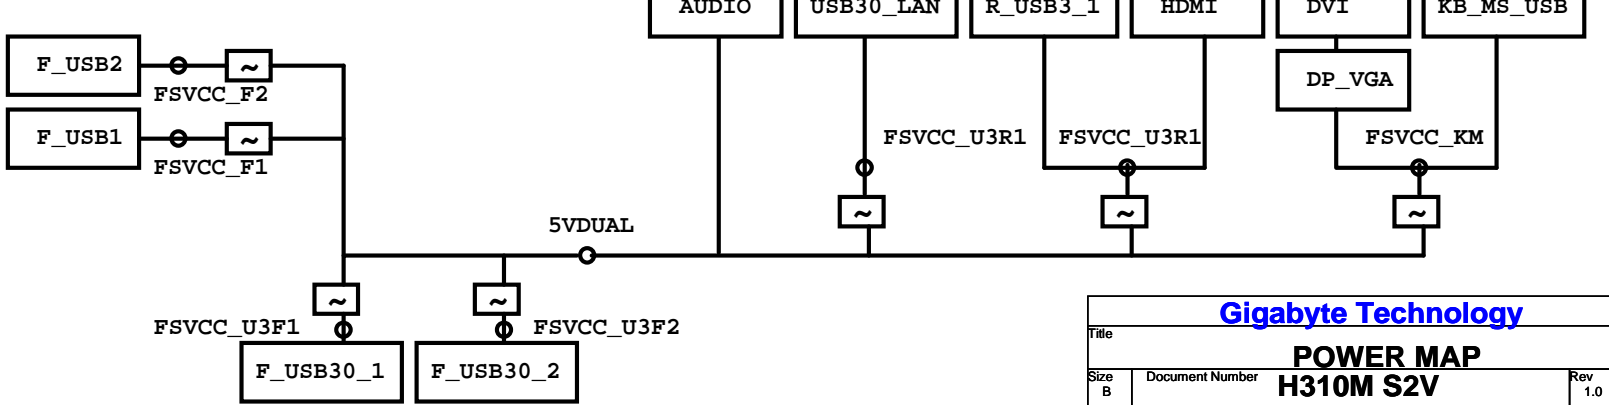 AUDIO
USB30_LAN
R_USB3_1
HDMI
DVI
KB_MS_USB
F_USB2
~
FSVCC_F2
DP_VGA
F_USB1
~
FSVCC_F1
FSVCC_U3R1
FSVCC_U3R1
FSVCC_KM
~
~
~
5VDUAL
~
~
FSVCC_U3F1
FSVCC_U3F2
F_USB30_1
F_USB30_2
Gigabyte Technology
Title
POWER MAP
Size
B
Document Number
H310M S2V
Rev
1.0